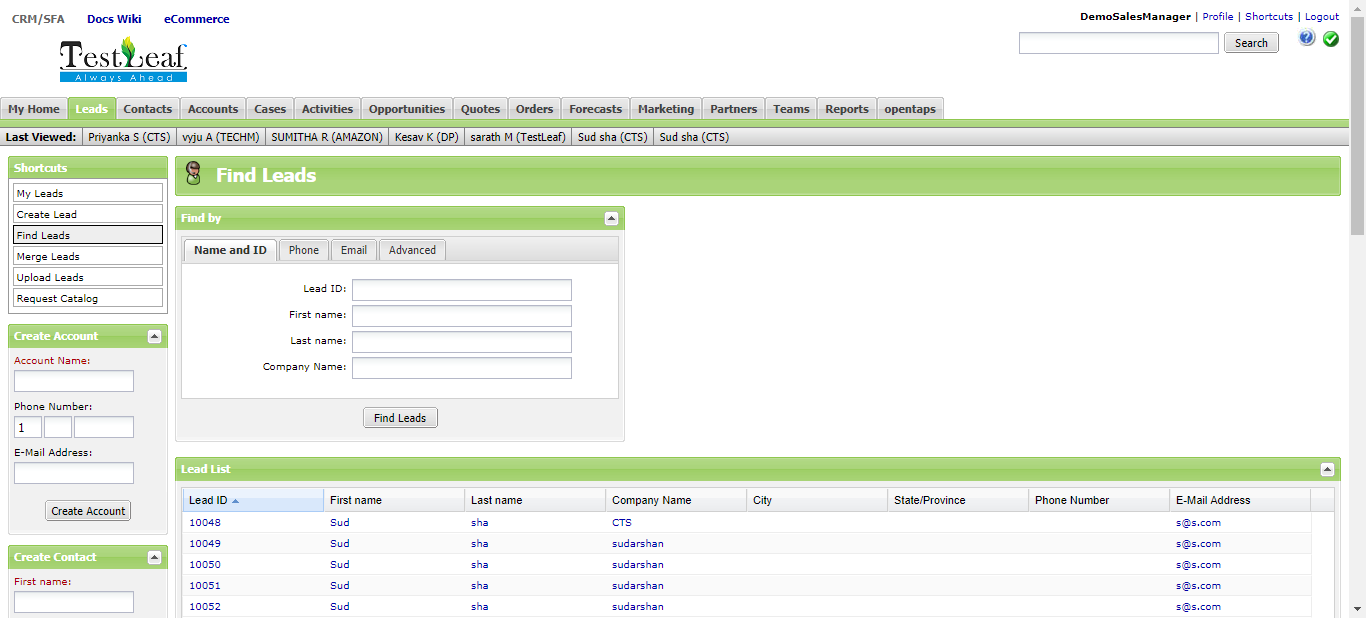 CRM/SFA Docs Wiki eCommerce
DemoSalesManager | Profile | Shortcuts | Logout
Search
TestLeaf
Always Ahead
My Home Leads Contacts Accounts Cases Activities Opportunities Quotes Orders Forecasts Marketing Partners Teams Reports opentaps
Last Viewed: Priyanka S (CTS) vyju A (TECHM) SUMITHA R (AMAZON) Kesav K (DP) sarath M (TestLeaf) Sud sha (CTS) Sud sha (CTS)
Shortcuts
My Leads
Create Lead
Find Leads
Merge Leads
Upload Leads
Request Catalog
Create Account
Account Name:
Phone Number:
1
E-Mail Address:
Create Account
Create Contact
First name:
Find Leads
Find by
Name and ID Phone Email Advanced
Lead ID:
First name:
Last name:
Company Name:
Find Leads
Lead List
Lead ID First name Last name Company Name City State/Province Phone Number E-Mail Address
10048 Sud sha CTS s@s.com
10049 Sud sha sudarshan s@s.com
10050 Sud sha sudarshan s@s.com
10051 Sud sha sudarshan s@s.com
10052 Sud sha sudarshan s@s.com